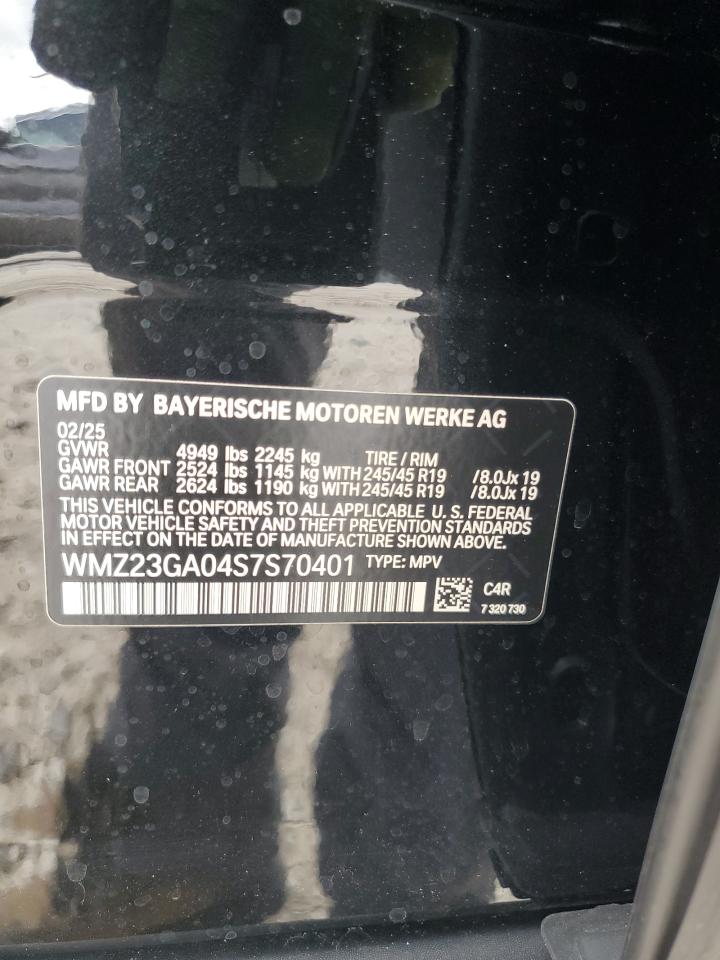 MFD BY BAYERISCHE MOTOREN WERKE AG
02/25
GVWR 4949 lbs 2245 kg TIRE / RIM
GAWR FRONT 2524 lbs 1145 kg WITH 245/45 R19 /8.0Jx 19
GAWR REAR 2624 lbs 1190 kg WITH 245/45 R19 /8.0Jx 19
THIS VEHICLE CONFORMS TO ALL APPLICABLE U. S. FEDERAL
MOTOR VEHICLE SAFETY AND THEFT PREVENTION STANDARDS
IN EFFECT ON THE DATE OF MANUFACTURE SHOWN ABOVE.
WMZ23GA04S7S70401 TYPE: MPV
C4R
7 320 730